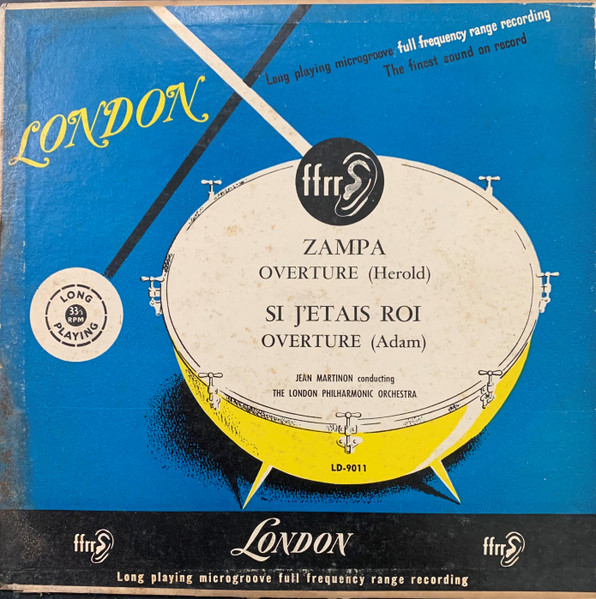 Long playing microgroove full frequency range recording
The finest sound on record
LONDON
ffrr
ZAMPA
OVERTURE (Herold)
SI J'ETAIS ROI
OVERTURE (Adam)
LONG
33⅓
RPM
PLAYING
JEAN MARTINON conducting
THE LONDON PHILHARMONIC ORCHESTRA
LD-9011
ffrr LONDON ffrr
Long playing microgroove full frequency range recording